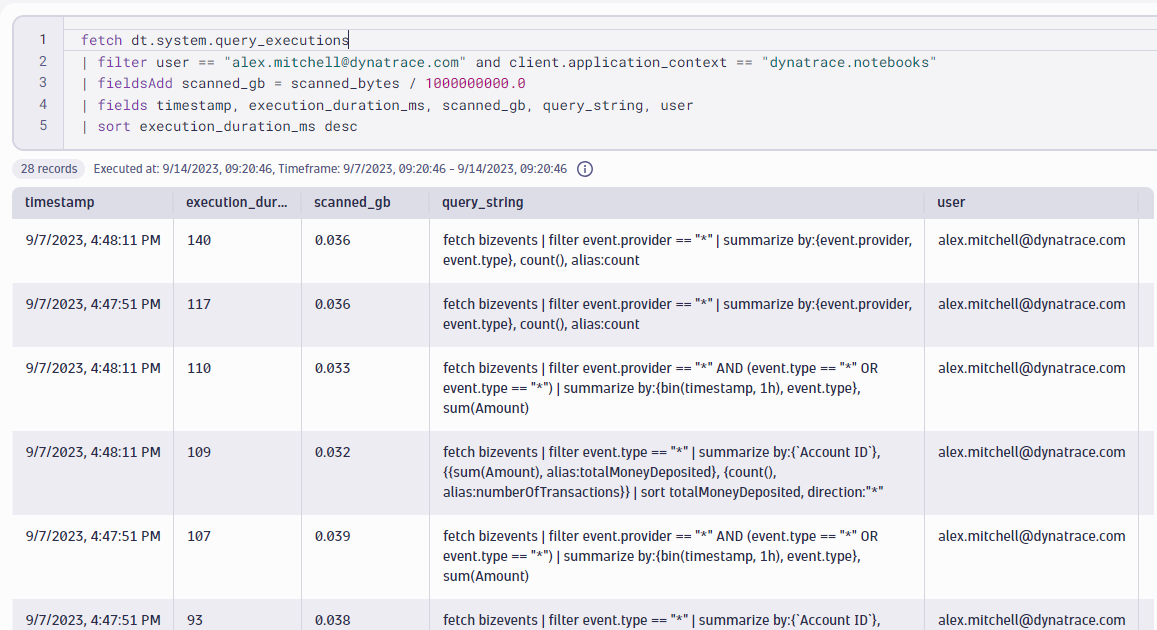 1 fetch dt.system.query_executions
2 | filter user == "alex.mitchell@dynatrace.com" and client.application_context == "dynatrace.notebooks"
3 | fieldsAdd scanned_gb = scanned_bytes / 1000000000.0
4 | fields timestamp, execution_duration_ms, scanned_gb, query_string, user
5 | sort execution_duration_ms desc
28 records Executed at: 9/14/2023, 09:20:46, Timeframe: 9/7/2023, 09:20:46 – 9/14/2023, 09:20:46
timestamp execution_dur... scanned_gb query_string user
9/7/2023, 4:48:11 PM 140 0.036 fetch bizevents | filter event.provider == "*" | summarize by:{event.provider, alex.mitchell@dynatrace.com
event.type}, count(), alias:count
9/7/2023, 4:47:51 PM 117 0.036 fetch bizevents | filter event.provider == "*" | summarize by:{event.provider, alex.mitchell@dynatrace.com
event.type}, count(), alias:count
9/7/2023, 4:48:11 PM 110 0.033 fetch bizevents | filter event.provider == "*" AND (event.type == "*" OR alex.mitchell@dynatrace.com
event.type == "*") | summarize by:{bin(timestamp, 1h), event.type},
sum(Amount)
9/7/2023, 4:48:11 PM 109 0.032 fetch bizevents | filter event.type == "*" | summarize by:{`Account ID`}, alex.mitchell@dynatrace.com
{{sum(Amount), alias:totalMoneyDeposited}, {count(),
alias:numberOfTransactions}} | sort totalMoneyDeposited, direction:"*"
9/7/2023, 4:47:51 PM 107 0.039 fetch bizevents | filter event.provider == "*" AND (event.type == "*" OR alex.mitchell@dynatrace.com
event.type == "*") | summarize by:{bin(timestamp, 1h), event.type},
sum(Amount)
9/7/2023, 4:47:51 PM 93 0.038 fetch bizevents | filter event.type == "*" | summarize by:{`Account ID`}, alex.mitchell@dynatrace.com